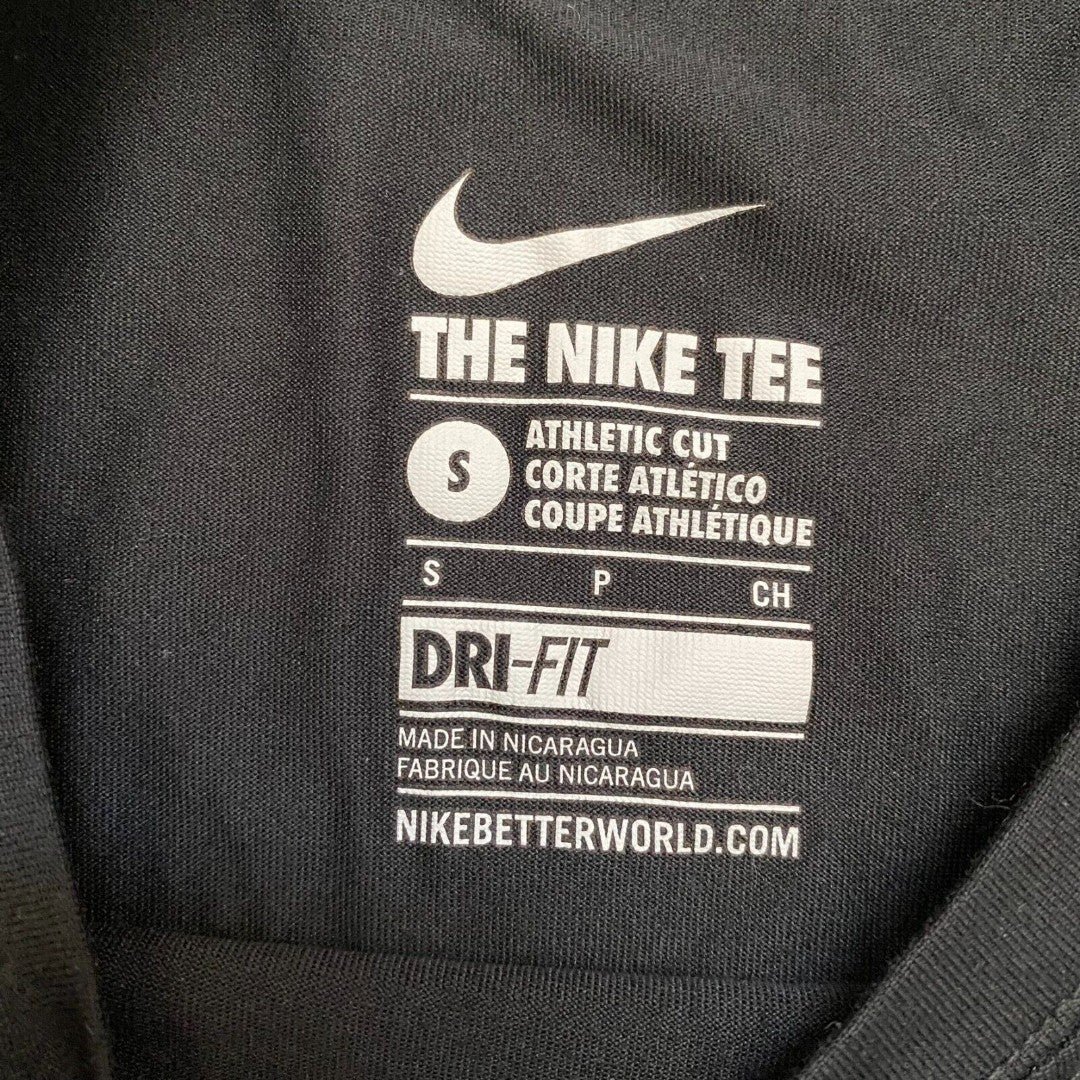 THE NIKE TEE
S
ATHLETIC CUT
CORTE ATLÉTICO
COUPE ATHLÉTIQUE
S P CH
DRI-FIT
MADE IN NICARAGUA
FABRIQUE AU NICARAGUA
NIKEBETTERWORLD.COM